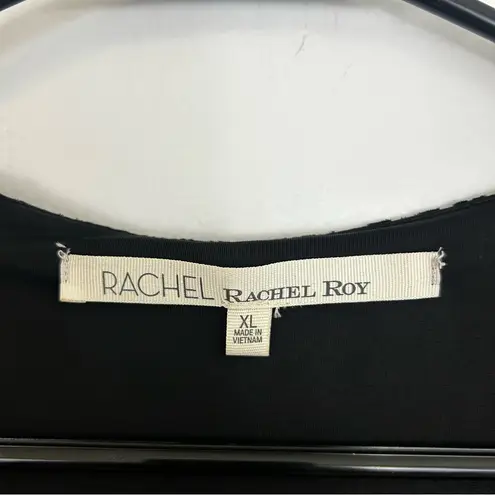 RACHEL RACHEL ROY
XL
MADE IN
VIETNAM